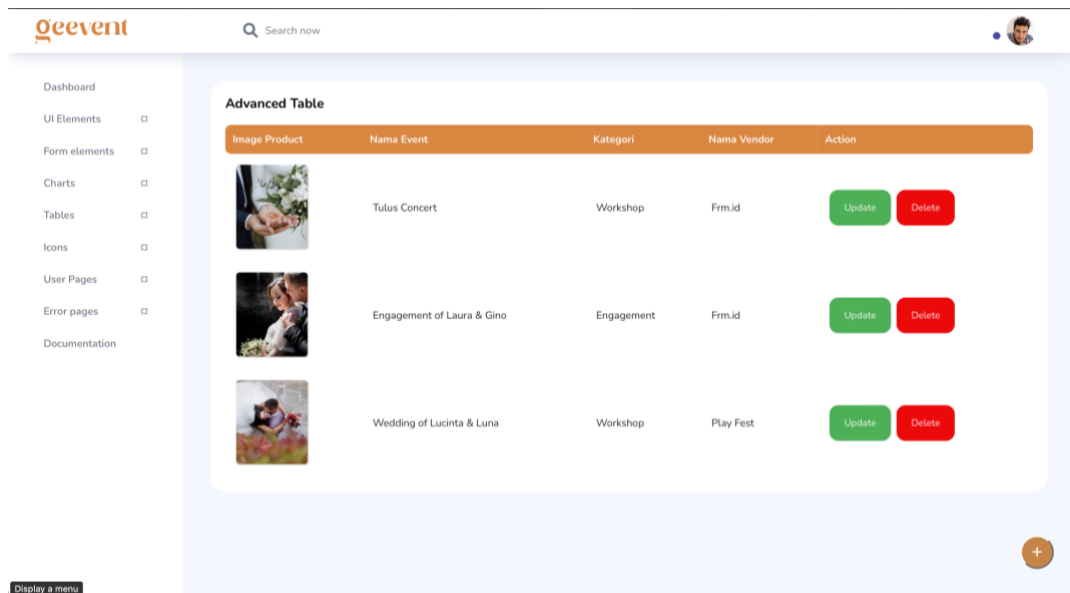 geevent
Search now
Dashboard
UI Elements
Form elements
Charts
Tables
Icons
User Pages
Error pages
Documentation
Advanced Table
Image Product Nama Event Kategori Nama Vendor Action
Tulus Concert Workshop Frm.id Update Delete
Engagement of Laura & Gino Engagement Frm.id Update Delete
Wedding of Lucinta & Luna Workshop Play Fest Update Delete
+
Display a menu